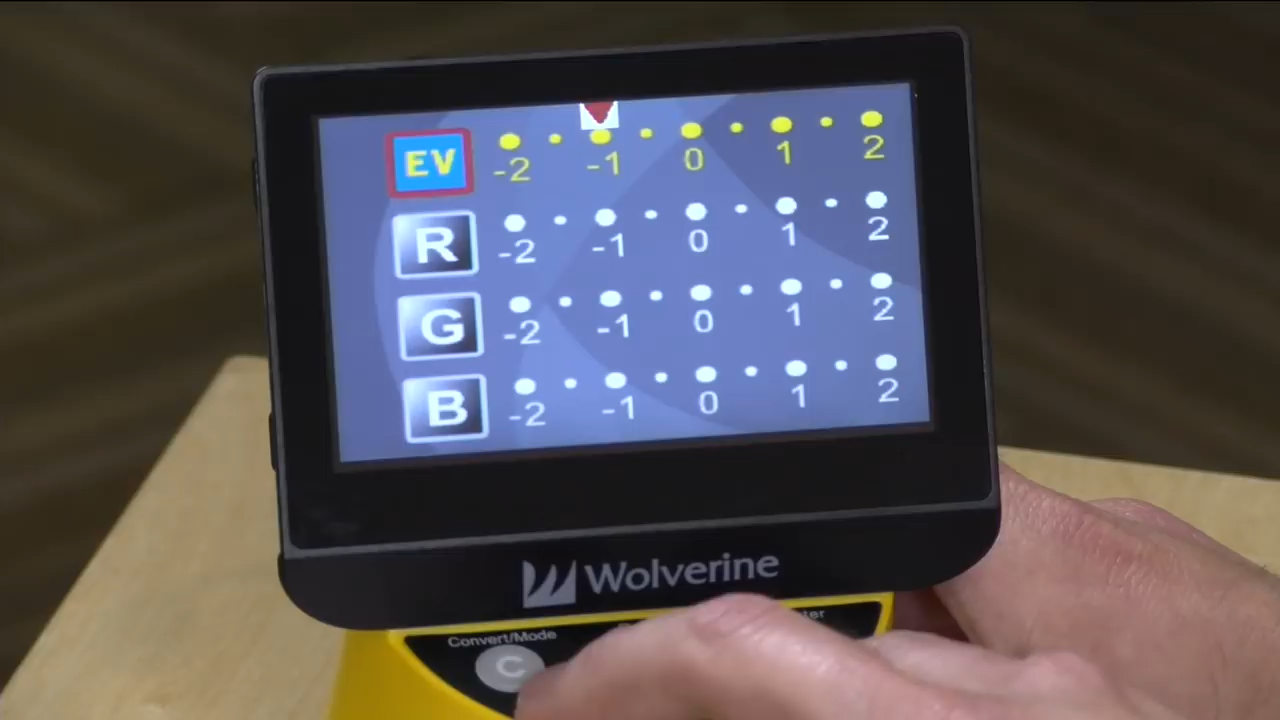 EV -2 -1 0 1 2
R -2 -1 0 1 2
G -2 -1 0 1 2
B -2 -1 0 1 2
Wolverine
Convert/Mode
C